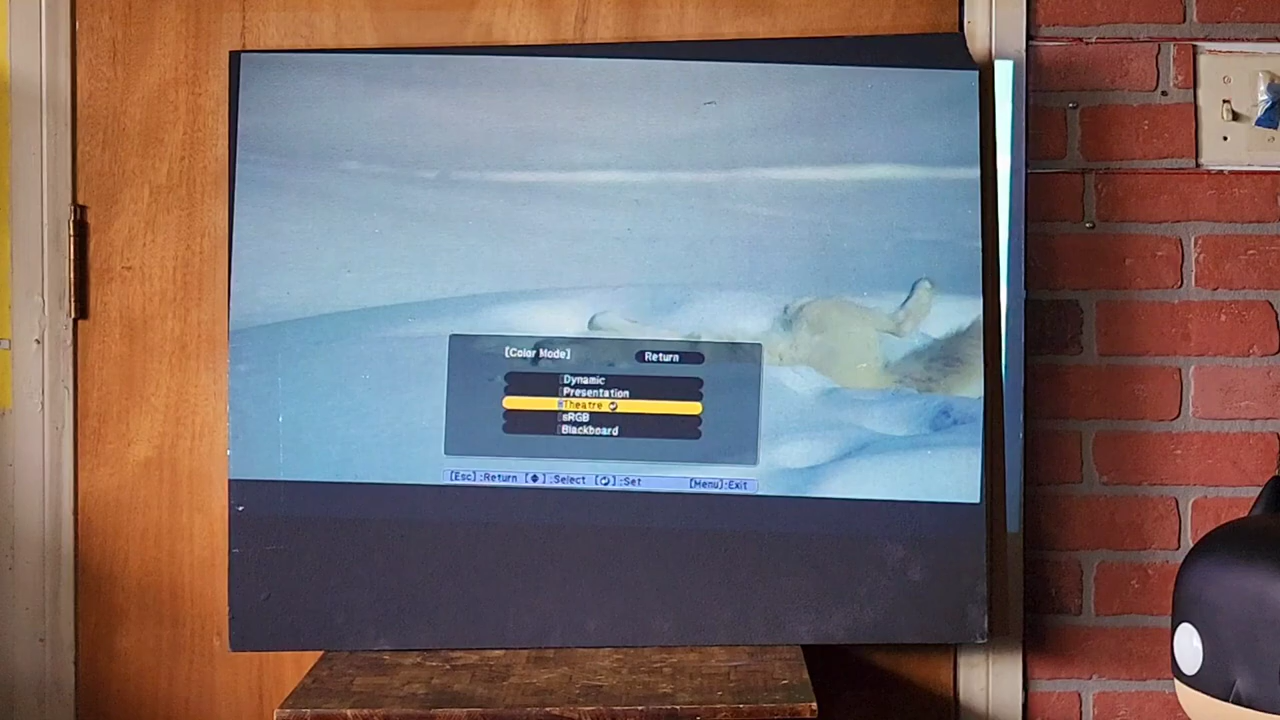 [Color Mode] Return
Dynamic
Presentation
Theatre
sRGB
Blackboard
[Esc]:Return [◆]:Select [↵]:Set [Menu]:Exit